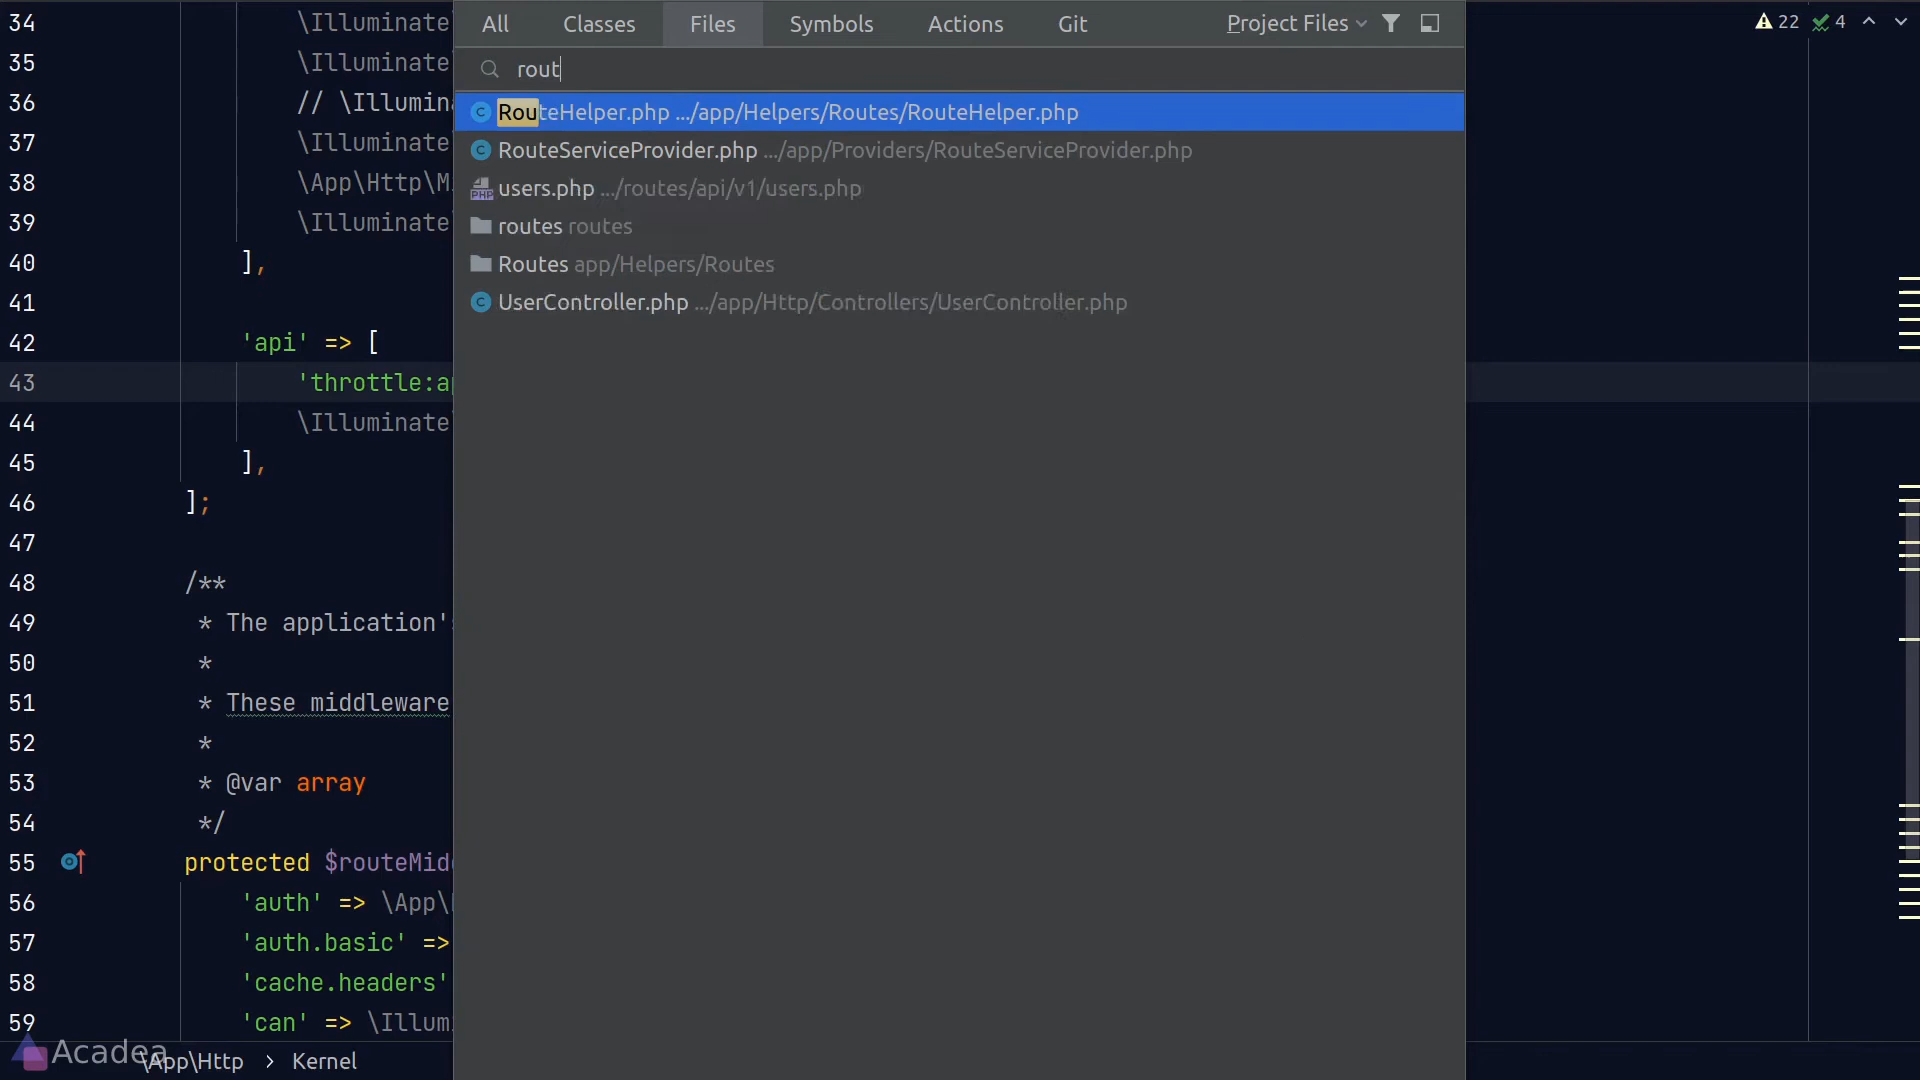 All Classes Files Symbols Actions Git Project Files 22 4
rout
RouteHelper.php .../app/Helpers/Routes/RouteHelper.php
RouteServiceProvider.php .../app/Providers/RouteServiceProvider.php
users.php .../routes/api/v1/users.php
routes routes
Routes app/Helpers/Routes
UserController.php .../app/Http/Controllers/UserController.php
34 \Illuminate
35 \Illuminate
36 // \Illumin
37 \Illuminate
38 \App\Http\M
39 \Illuminate
40 ],
41
42 'api' => [
43 'throttle:a
44 \Illuminate
45 ],
46 ];
47
48 /**
49 * The application'
50 *
51 * These middleware
52 *
53 * @var array
54 */
55 protected $routeMid
56 'auth' => \App\
57 'auth.basic' =>
58 'cache.headers'
59 'can' => \Illum
Acadea
\App\Http > Kernel